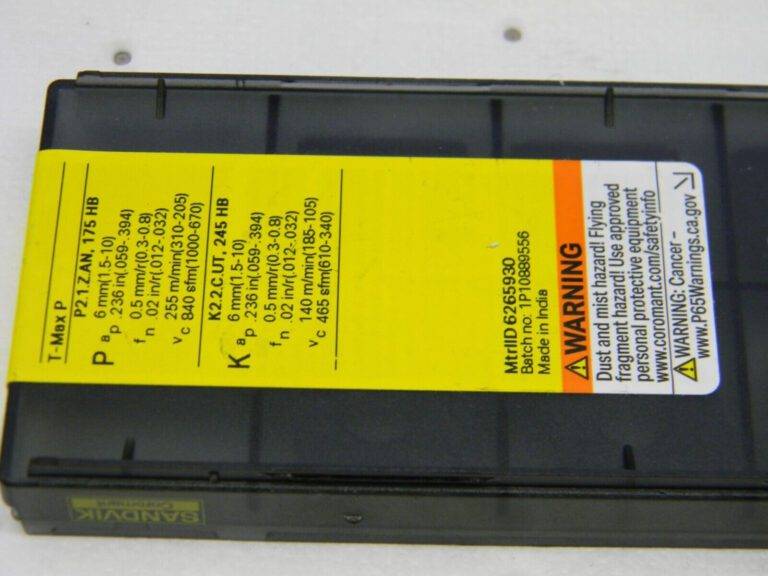 T-Max P
P2.1.Z.AN, 175 HB
P ap 6 mm(1.5-10)
.236 in(.059-.394)
fn 0.5 mm/r(0.3-0.8)
.02 in/r(.012-.032)
vc 255 m/min(310-205)
840 sfm(1000-670)
K2.2.C.UT, 245 HB
K ap 6 mm(1.5-10)
.236 in(.059-.394)
fn 0.5 mm/r(0.3-0.8)
.02 in/r(.012-.032)
vc 140 m/min(185-105)
465 sfm(610-340)
MtrlID 6265930
Batch no: 1P10889556
Made in India
WARNING
Dust and mist hazard! Flying
fragment hazard! Use approved
personal protective equipment
www.coromant.com/safetyinfo
WARNING: Cancer –
www.P65Warnings.ca.gov
SANDVIK
Coromant